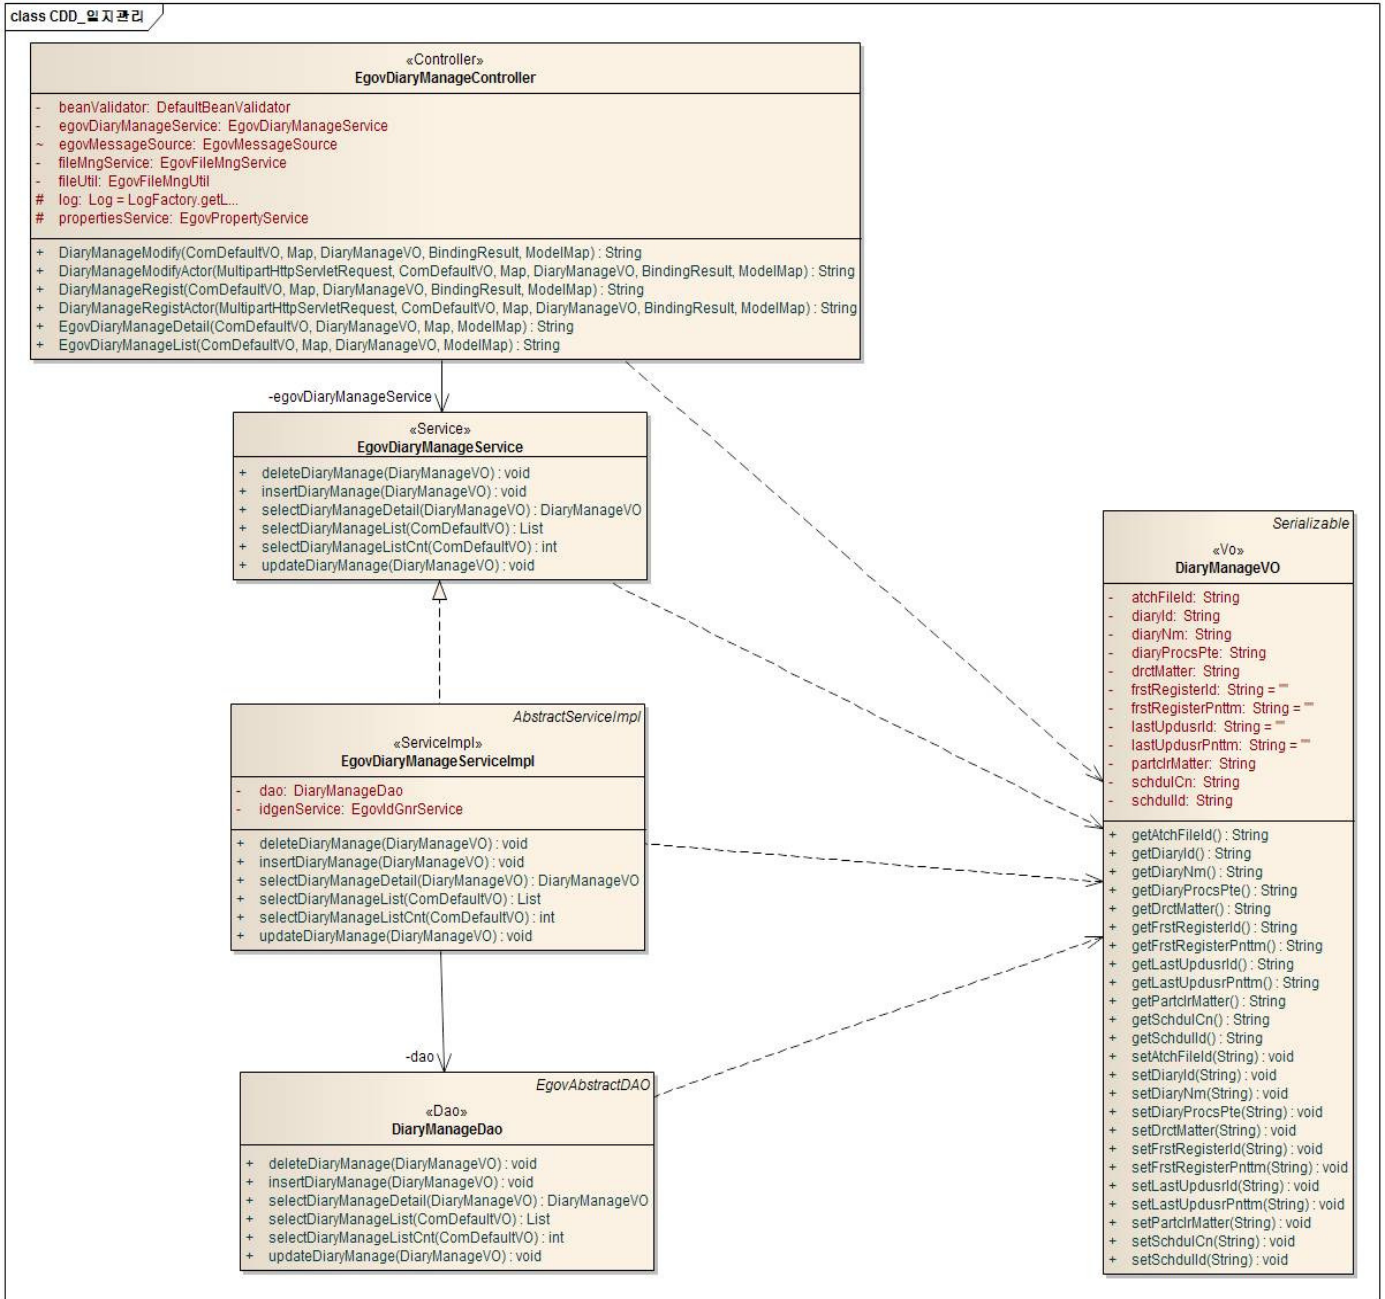 class CDD_일지관리
«Controller»
EgovDiaryManageController
- beanValidator: DefaultBeanValidator
- egovDiaryManageService: EgovDiaryManageService
~ egovMessageSource: EgovMessageSource
- fileMngService: EgovFileMngService
- fileUtil: EgovFileMngUtil
# log: Log = LogFactory.getL...
# propertiesService: EgovPropertyService
+ DiaryManageModify(ComDefaultVO, Map, DiaryManageVO, BindingResult, ModelMap) : String
+ DiaryManageModifyActor(MultipartHttpServletRequest, ComDefaultVO, Map, DiaryManageVO, BindingResult, ModelMap) : String
+ DiaryManageRegist(ComDefaultVO, Map, DiaryManageVO, BindingResult, ModelMap) : String
+ DiaryManageRegistActor(MultipartHttpServletRequest, ComDefaultVO, Map, DiaryManageVO, BindingResult, ModelMap) : String
+ EgovDiaryManageDetail(ComDefaultVO, DiaryManageVO, Map, ModelMap) : String
+ EgovDiaryManageList(ComDefaultVO, Map, DiaryManageVO, ModelMap) : String
-egovDiaryManageService
«Service»
EgovDiaryManageService
+ deleteDiaryManage(DiaryManageVO) : void
+ insertDiaryManage(DiaryManageVO) : void
+ selectDiaryManageDetail(DiaryManageVO) : DiaryManageVO
+ selectDiaryManageList(ComDefaultVO) : List
+ selectDiaryManageListCnt(ComDefaultVO) : int
+ updateDiaryManage(DiaryManageVO) : void
AbstractServiceImpl
«ServiceImpl»
EgovDiaryManageServiceImpl
- dao: DiaryManageDao
- idgenService: EgovIdGnrService
+ deleteDiaryManage(DiaryManageVO) : void
+ insertDiaryManage(DiaryManageVO) : void
+ selectDiaryManageDetail(DiaryManageVO) : DiaryManageVO
+ selectDiaryManageList(ComDefaultVO) : List
+ selectDiaryManageListCnt(ComDefaultVO) : int
+ updateDiaryManage(DiaryManageVO) : void
-dao
EgovAbstractDAO
«Dao»
DiaryManageDao
+ deleteDiaryManage(DiaryManageVO) : void
+ insertDiaryManage(DiaryManageVO) : void
+ selectDiaryManageDetail(DiaryManageVO) : DiaryManageVO
+ selectDiaryManageList(ComDefaultVO) : List
+ selectDiaryManageListCnt(ComDefaultVO) : int
+ updateDiaryManage(DiaryManageVO) : void
Serializable
«Vo»
DiaryManageVO
- atchFileId: String
- diaryId: String
- diaryNm: String
- diaryProcsPte: String
- drctMatter: String
- frstRegisterId: String = ""
- frstRegisterPnttm: String = ""
- lastUpdusrId: String = ""
- lastUpdusrPnttm: String = ""
- partclrMatter: String
- schdulCn: String
- schdulId: String
+ getAtchFileId() : String
+ getDiaryId() : String
+ getDiaryNm() : String
+ getDiaryProcsPte() : String
+ getDrctMatter() : String
+ getFrstRegisterId() : String
+ getFrstRegisterPnttm() : String
+ getLastUpdusrId() : String
+ getLastUpdusrPnttm() : String
+ getPartclrMatter() : String
+ getSchdulCn() : String
+ getSchdulId() : String
+ setAtchFileId(String) : void
+ setDiaryId(String) : void
+ setDiaryNm(String) : void
+ setDiaryProcsPte(String) : void
+ setDrctMatter(String) : void
+ setFrstRegisterId(String) : void
+ setFrstRegisterPnttm(String) : void
+ setLastUpdusrId(String) : void
+ setLastUpdusrPnttm(String) : void
+ setPartclrMatter(String) : void
+ setSchdulCn(String) : void
+ setSchdulId(String) : void